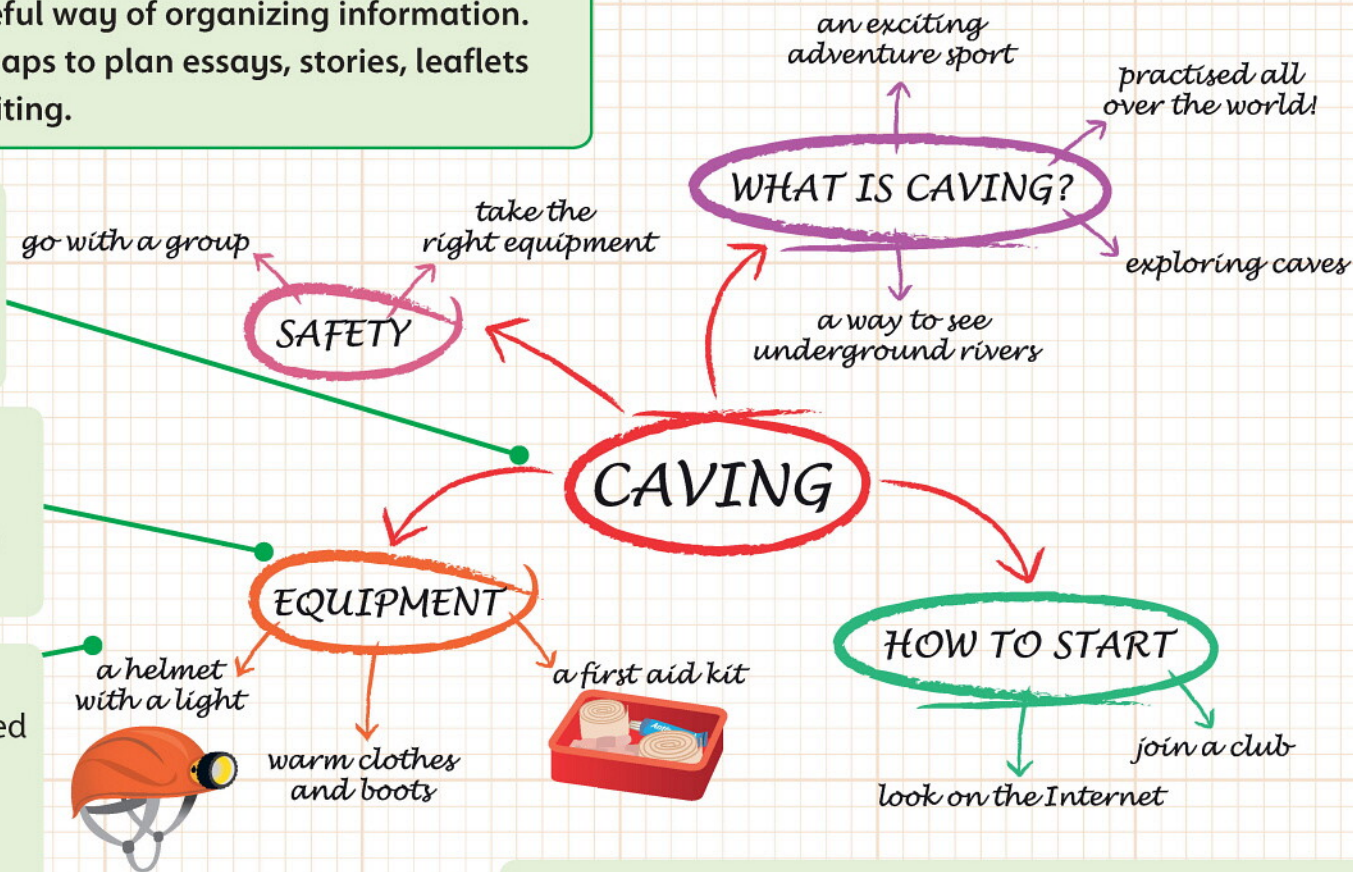 eful way of organizing information.
aps to plan essays, stories, leaflets
iting.
an exciting
adventure sport
practised all
over the world!
WHAT IS CAVING?
exploring caves
a way to see
underground rivers
go with a group
take the
right equipment
SAFETY
CAVING
EQUIPMENT
a helmet
with a light
warm clothes
and boots
a first aid kit
HOW TO START
join a club
look on the Internet
ed